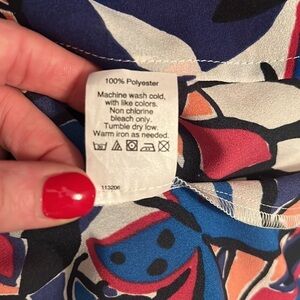 100% Polyester
Machine wash cold,
with like colors.
Non chlorine
bleach only.
Tumble dry low.
Warm iron as needed.
113206